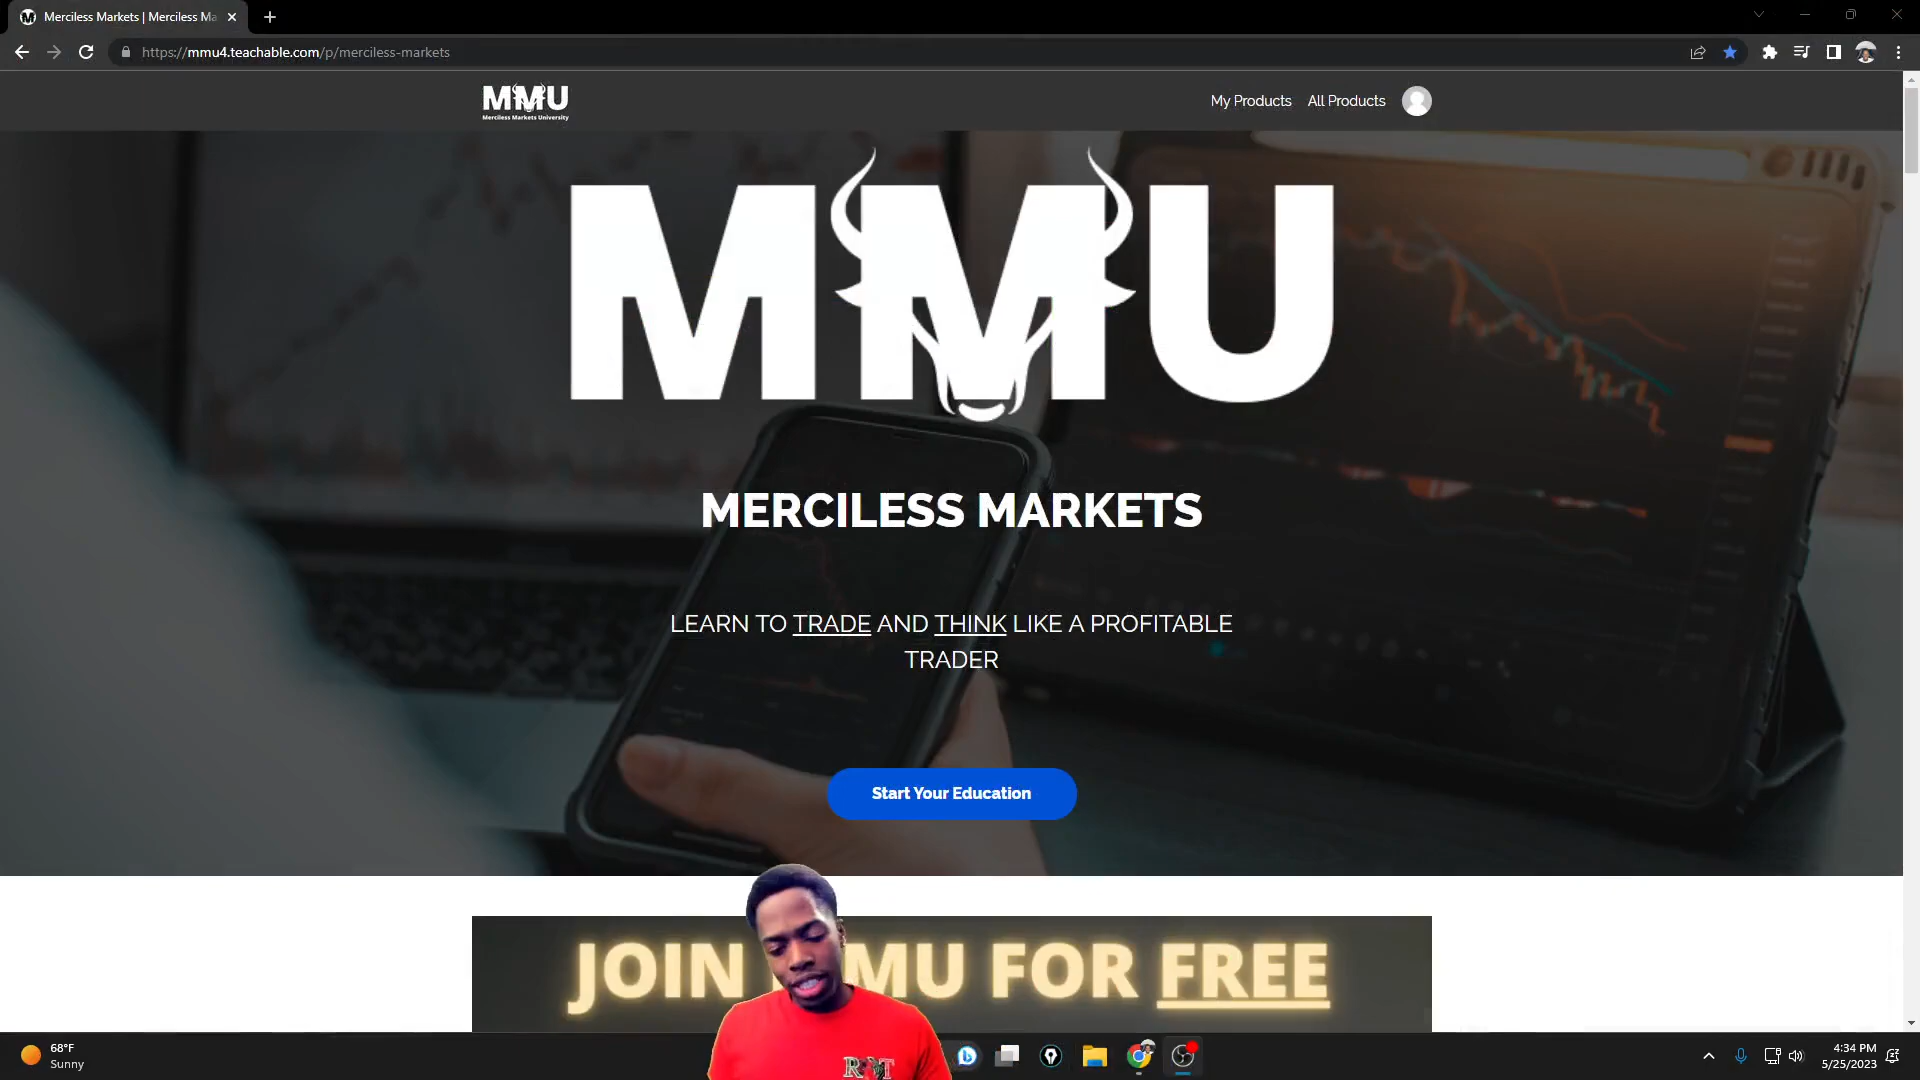 Merciless Markets | Merciless Ma
https://mmu4.teachable.com/p/merciless-markets
MMU
Merciless Markets University
My Products
All Products
MMU
MERCILESS MARKETS
LEARN TO TRADE AND THINK LIKE A PROFITABLE
TRADER
Start Your Education
JOIN MMU FOR FREE
68°F
Sunny
4:34 PM
5/25/2023